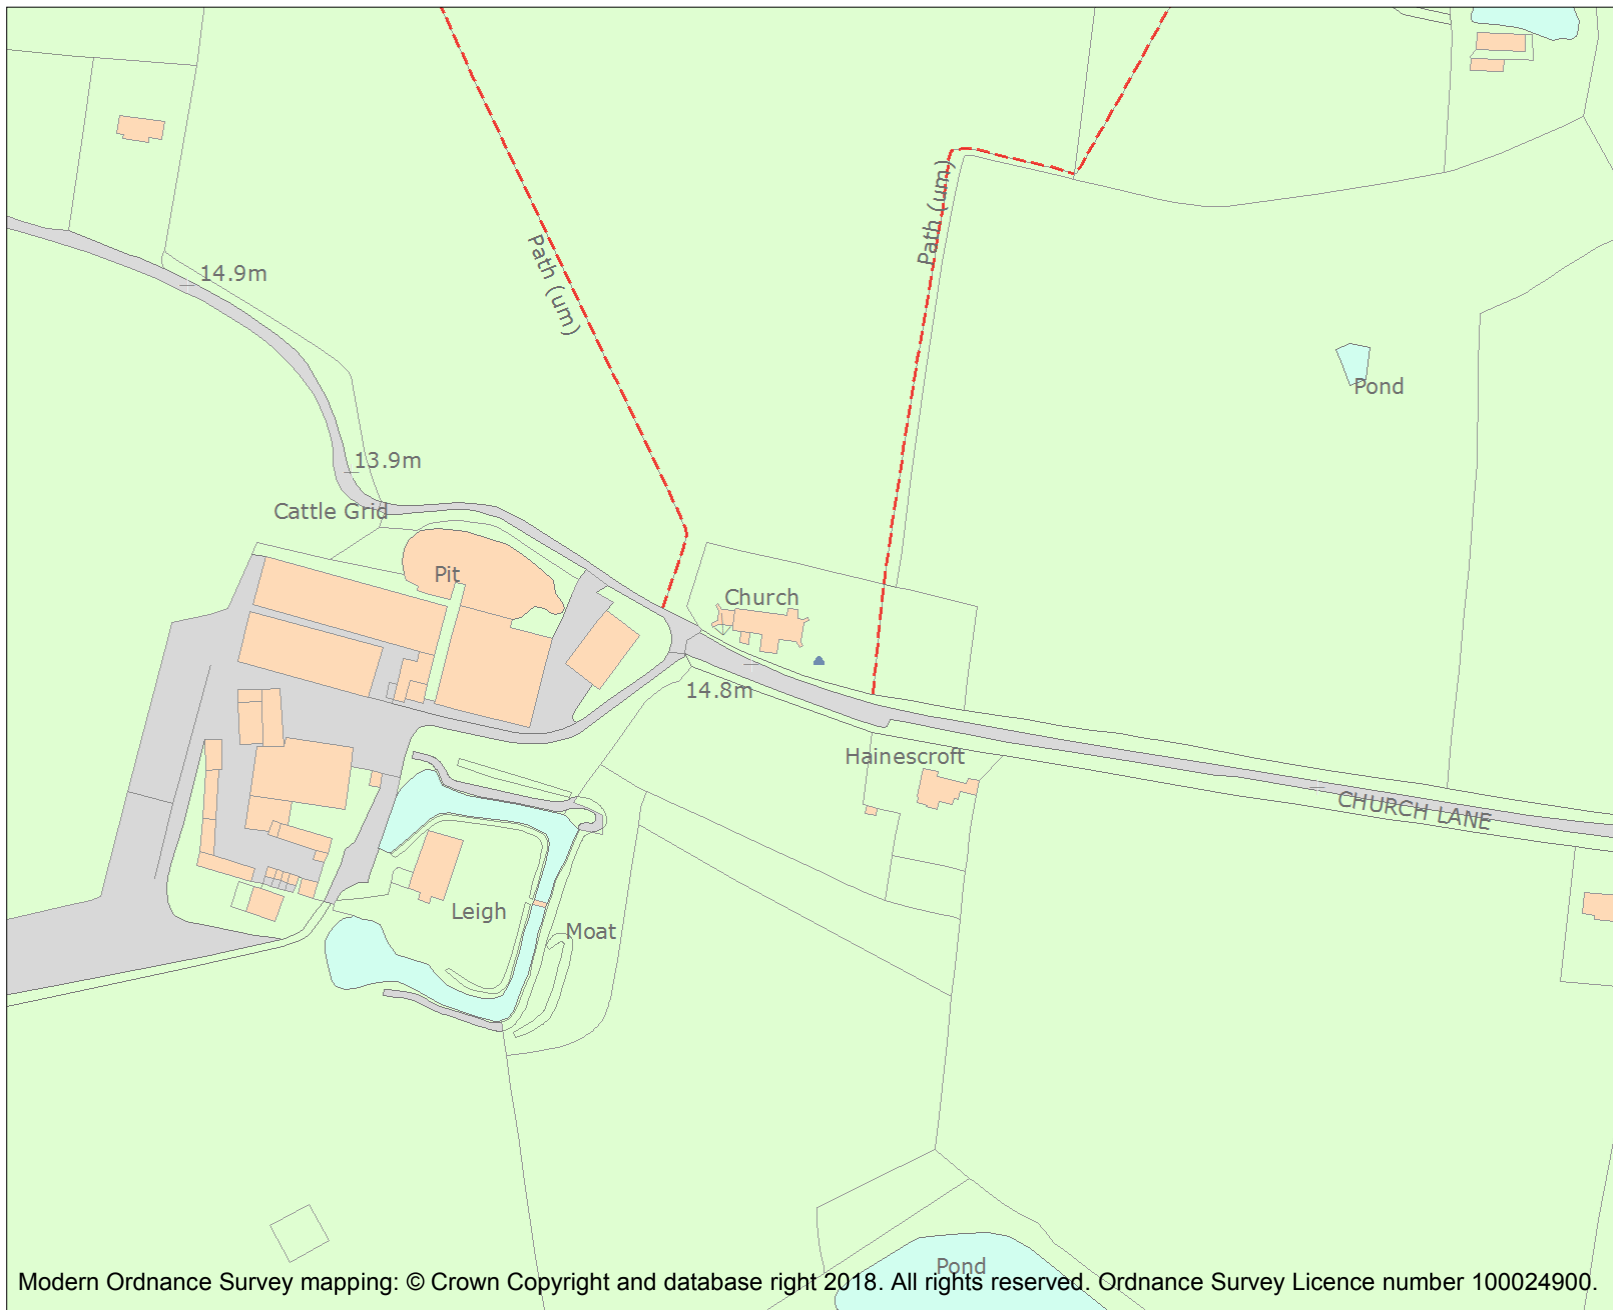 Path (um)
Path (um)
14.9m
Pond
13.9m
Cattle Grid
Pit
Church
14.8m
Hainescroft
CHURCH LANE
Leigh
Moat
Pond
Modern Ordnance Survey mapping: © Crown Copyright and database right 2018. All rights reserved. Ordnance Survey Licence number 100024900.